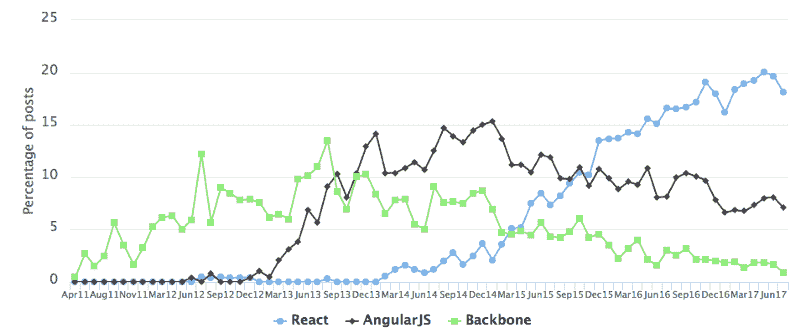 25
20
15
10
5
0
Percentage of posts
Apr11 Aug11 Nov11 Mar12 Jun12 Sep12 Dec12 Mar13 Jun13 Sep13 Dec13 Mar14 Jun14 Sep14 Dec14 Mar15 Jun15 Sep15 Dec15 Mar16 Jun16 Sep16 Dec16 Mar17 Jun17
React AngularJS Backbone